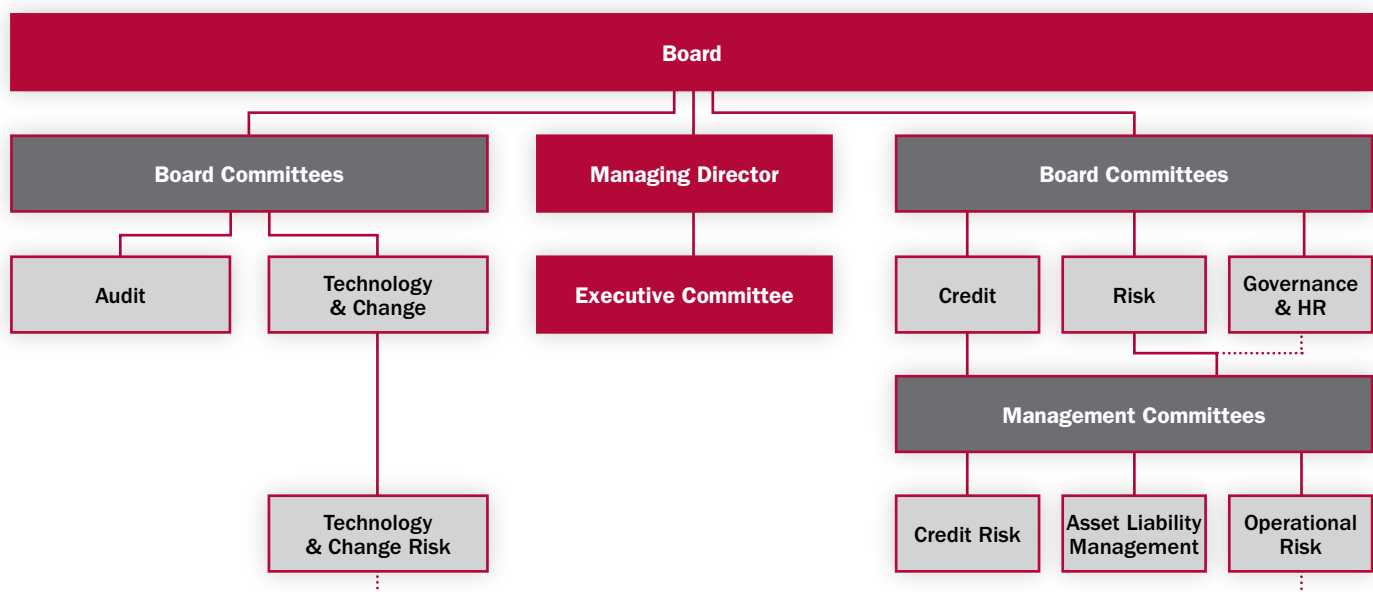 Board
Board Committees
Managing Director
Board Committees
Audit
Technology
& Change
Executive Committee
Credit
Risk
Governance
& HR
Management Committees
Technology
& Change Risk
Credit Risk
Asset Liability
Management
Operational
Risk